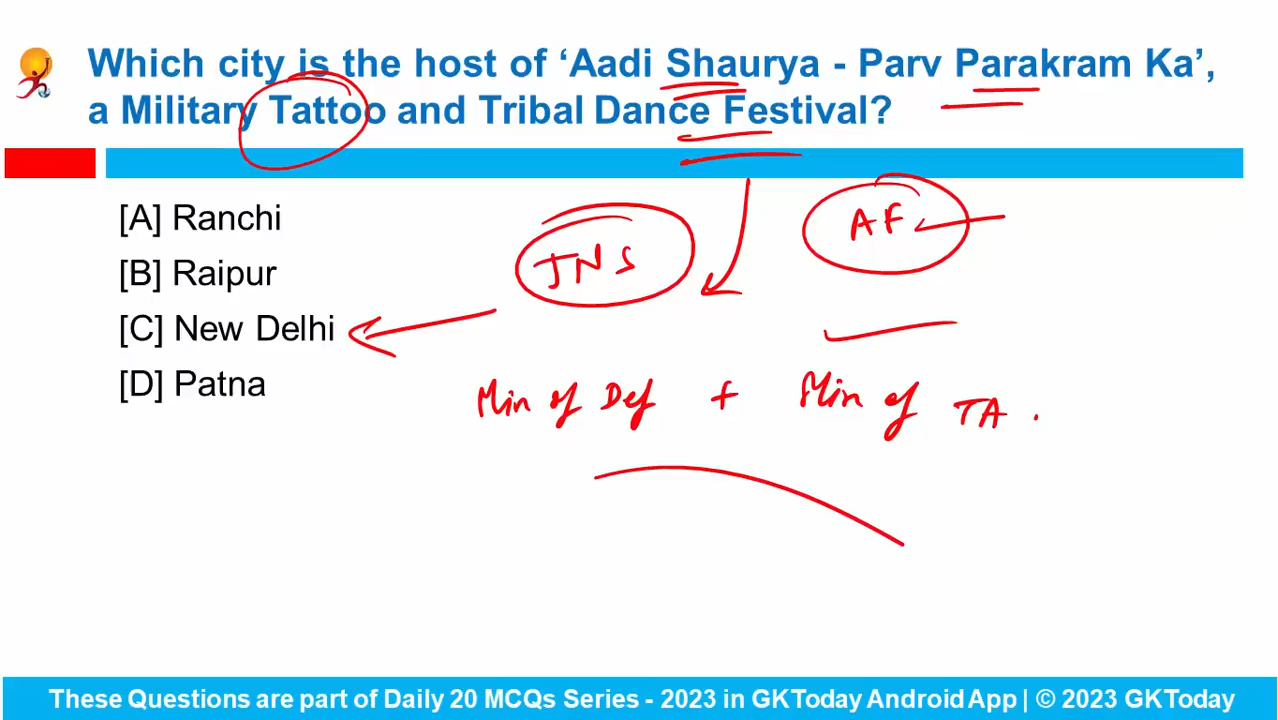 Which city is the host of ‘Aadi Shaurya - Parv Parakram Ka’,
a Military Tattoo and Tribal Dance Festival?
[A] Ranchi
[B] Raipur
[C] New Delhi
[D] Patna
AF
JNS
Min of Def + Min of TA.
These Questions are part of Daily 20 MCQs Series - 2023 in GKToday Android App | © 2023 GKToday